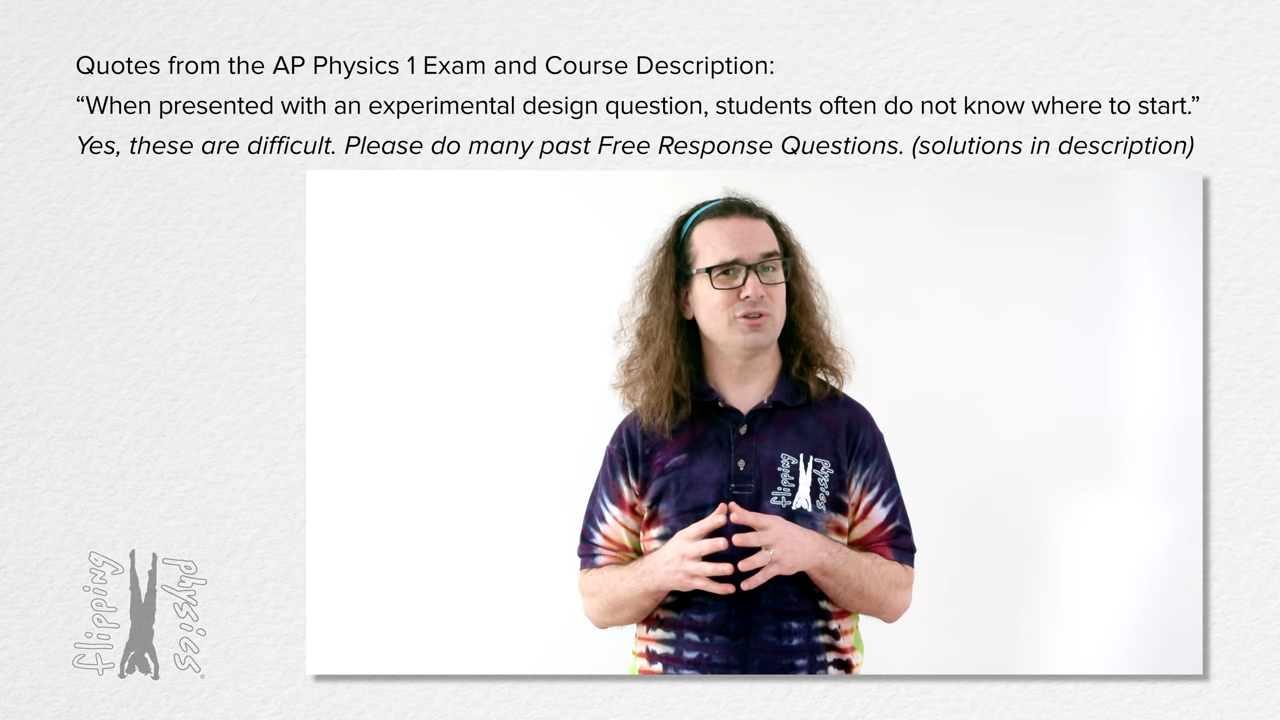 Quotes from the AP Physics 1 Exam and Course Description:
“When presented with an experimental design question, students often do not know where to start.”
Yes, these are difficult. Please do many past Free Response Questions. (solutions in description)
flipping
physics
flipping
physics